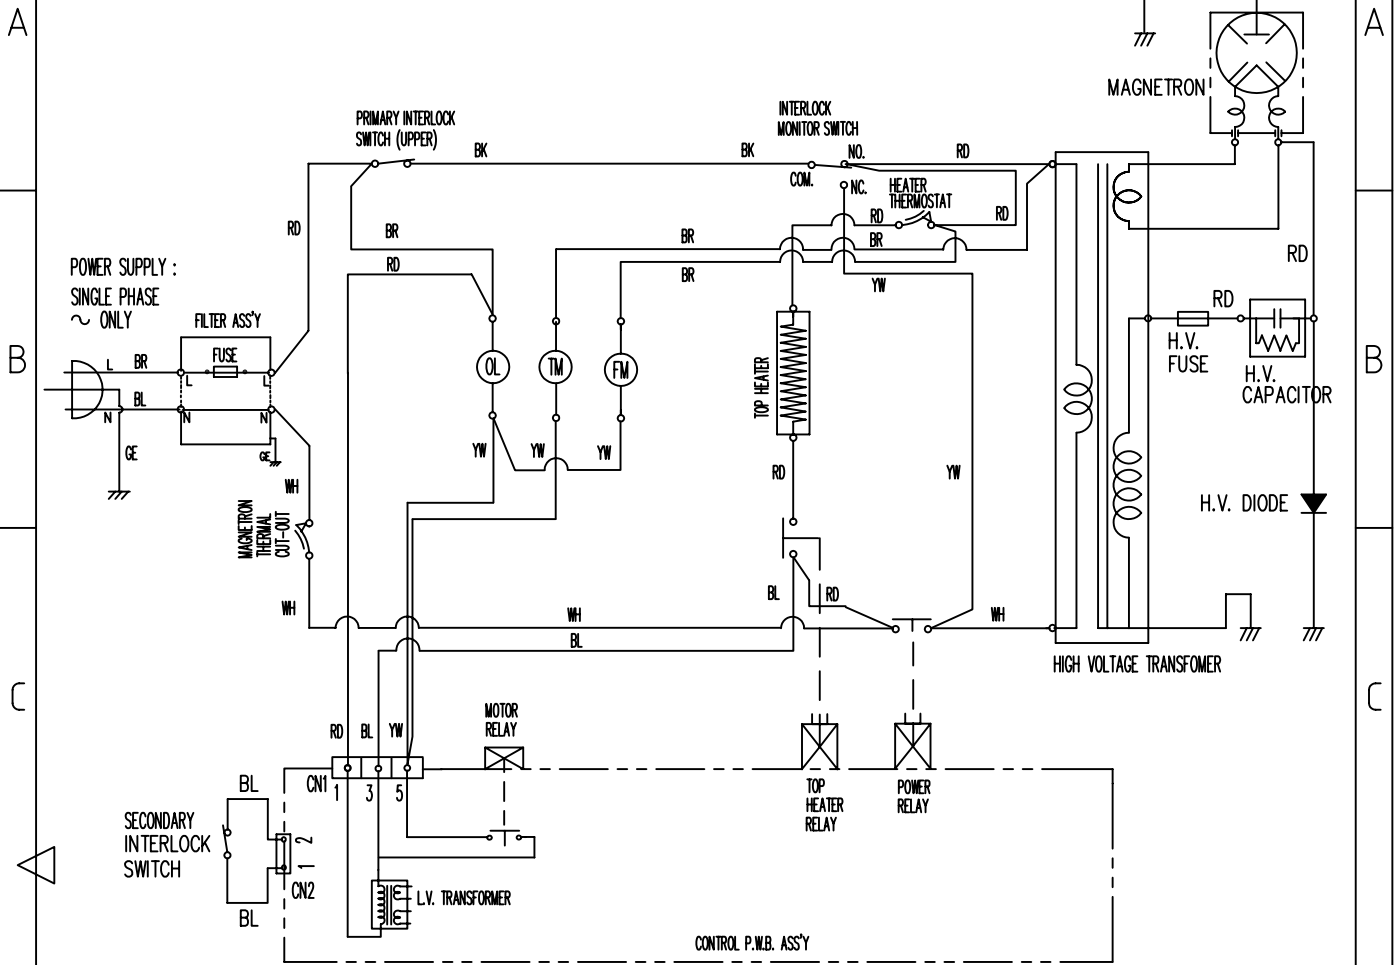 A
A
MAGNETRON
PRIMARY INTERLOCK
SWITCH (UPPER)
INTERLOCK
MONITOR SWITCH
BK
BK
NO.
RD
COM.
NC.
HEATER
THERMOSTAT
RD
RD
RD
BR
BR
BR
RD
BR
YW
RD
POWER SUPPLY :
SINGLE PHASE
~ ONLY
FILTER ASS'Y
FUSE
RD
H.V.
FUSE
H.V.
CAPACITOR
B
B
L
BR
L
L
BL
N
N
N
OL
TM
FM
TOP HEATER
GE
GE
YW
YW
YW
RD
YW
WH
MAGNETRON
THERMAL
CUT-OUT
H.V. DIODE
BL
RD
WH
WH
WH
BL
HIGH VOLTAGE TRANSFOMER
C
C
RD
BL
YW
MOTOR
RELAY
CN1
1
3
5
TOP
HEATER
RELAY
POWER
RELAY
BL
SECONDARY
INTERLOCK
SWITCH
2
1
CN2
BL
L.V. TRANSFORMER
CONTROL P.W.B. ASS'Y